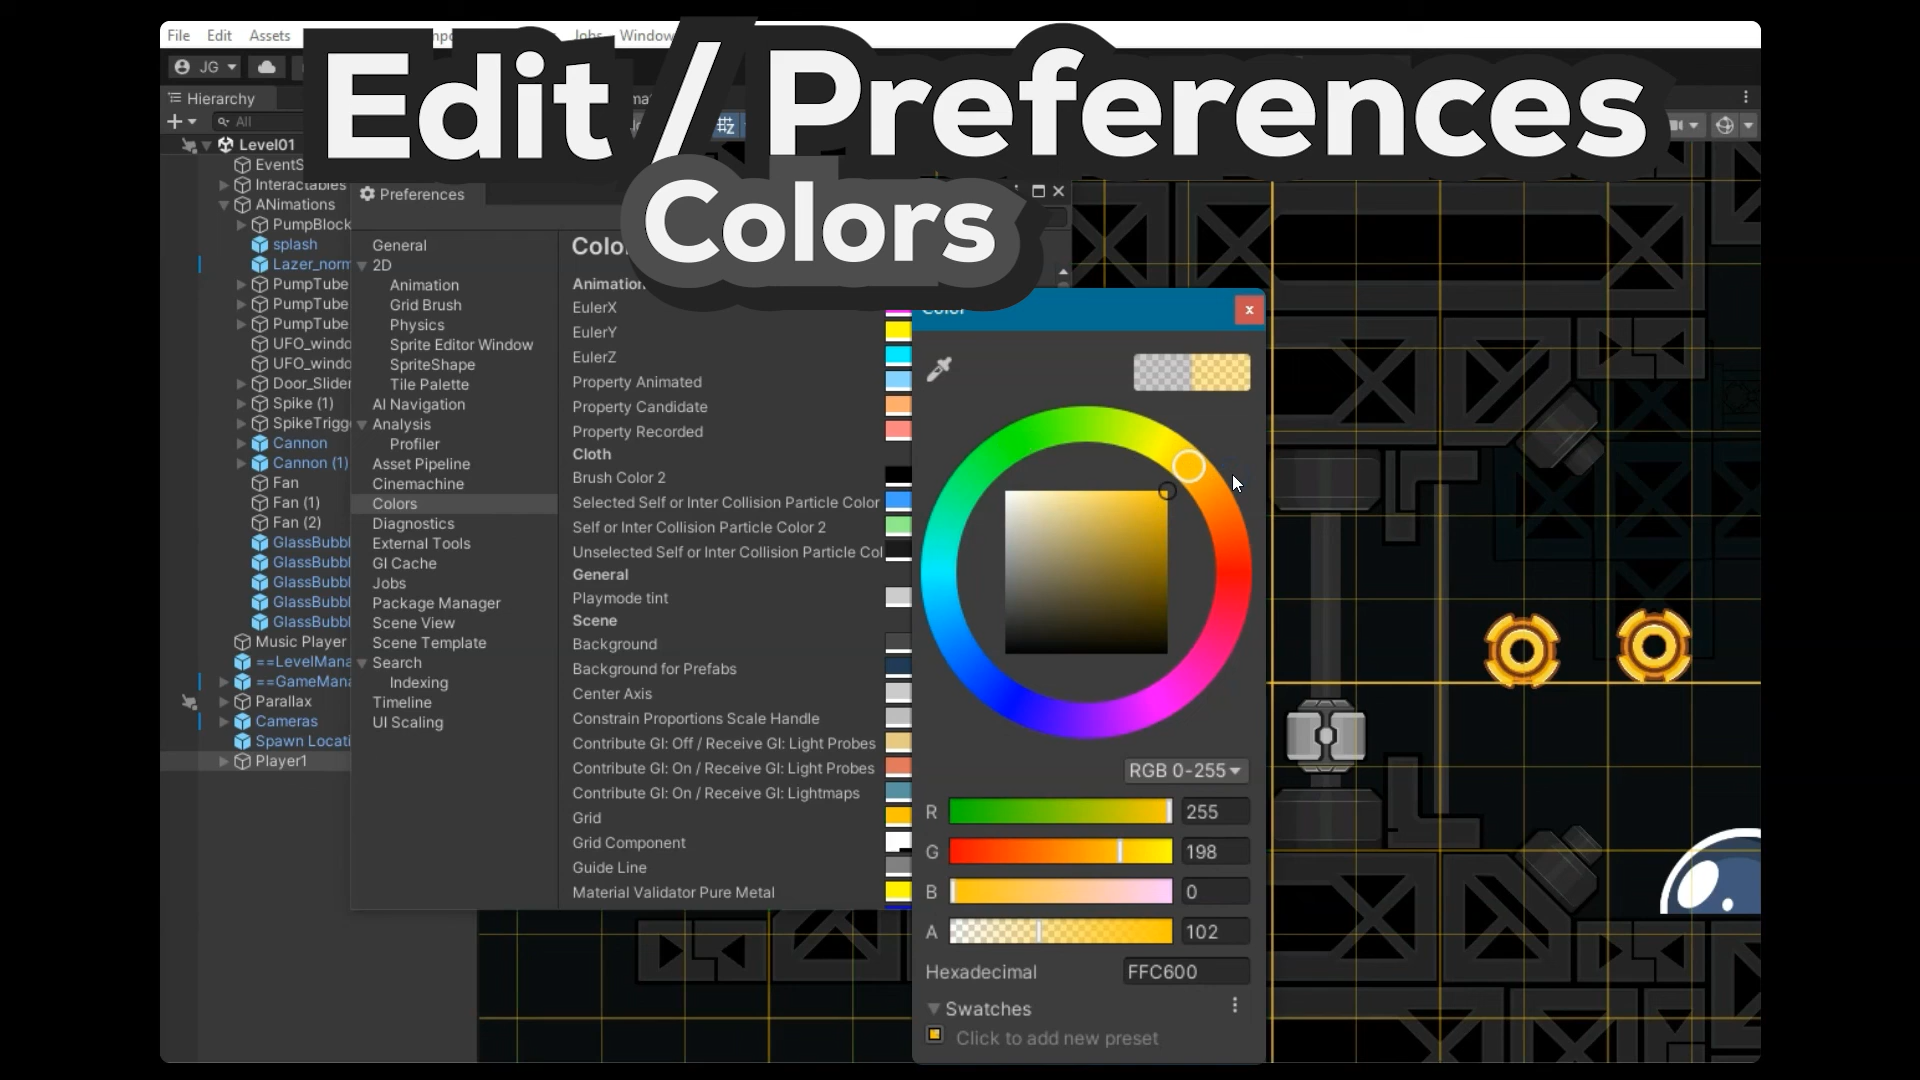 Edit / Preferences
Colors
File Edit Assets Jobs Window
JG
Hierarchy
All
Level01
Interactables
ANimations
PumpBlock
splash
Lazer_norm
PumpTube
PumpTube
PumpTube
UFO_windo
UFO_windo
Door_Slider
Spike (1)
SpikeTrigg
Cannon
Cannon (1)
Fan
Fan (1)
Fan (2)
GlassBubbl
GlassBubbl
GlassBubbl
GlassBubbl
GlassBubbl
Music Player
==LevelMana
==GameMana
Parallax
Cameras
Spawn Locati
Player1
Preferences
General
2D
Animation
Grid Brush
Physics
Sprite Editor Window
SpriteShape
Tile Palette
AI Navigation
Analysis
Profiler
Asset Pipeline
Cinemachine
Colors
Diagnostics
External Tools
GI Cache
Jobs
Package Manager
Scene View
Scene Template
Search
Indexing
Timeline
UI Scaling
Animation
EulerX
EulerY
EulerZ
Property Animated
Property Candidate
Property Recorded
Cloth
Brush Color 2
Selected Self or Inter Collision Particle Color
Self or Inter Collision Particle Color 2
Unselected Self or Inter Collision Particle Col
General
Playmode tint
Scene
Background
Background for Prefabs
Center Axis
Constrain Proportions Scale Handle
Contribute GI: Off / Receive GI: Light Probes
Contribute GI: On / Receive GI: Light Probes
Contribute GI: On / Receive GI: Lightmaps
Grid
Grid Component
Guide Line
Material Validator Pure Metal
Color
RGB 0-255
R 255
G 198
B 0
A 102
Hexadecimal FFC600
Swatches
Click to add new preset